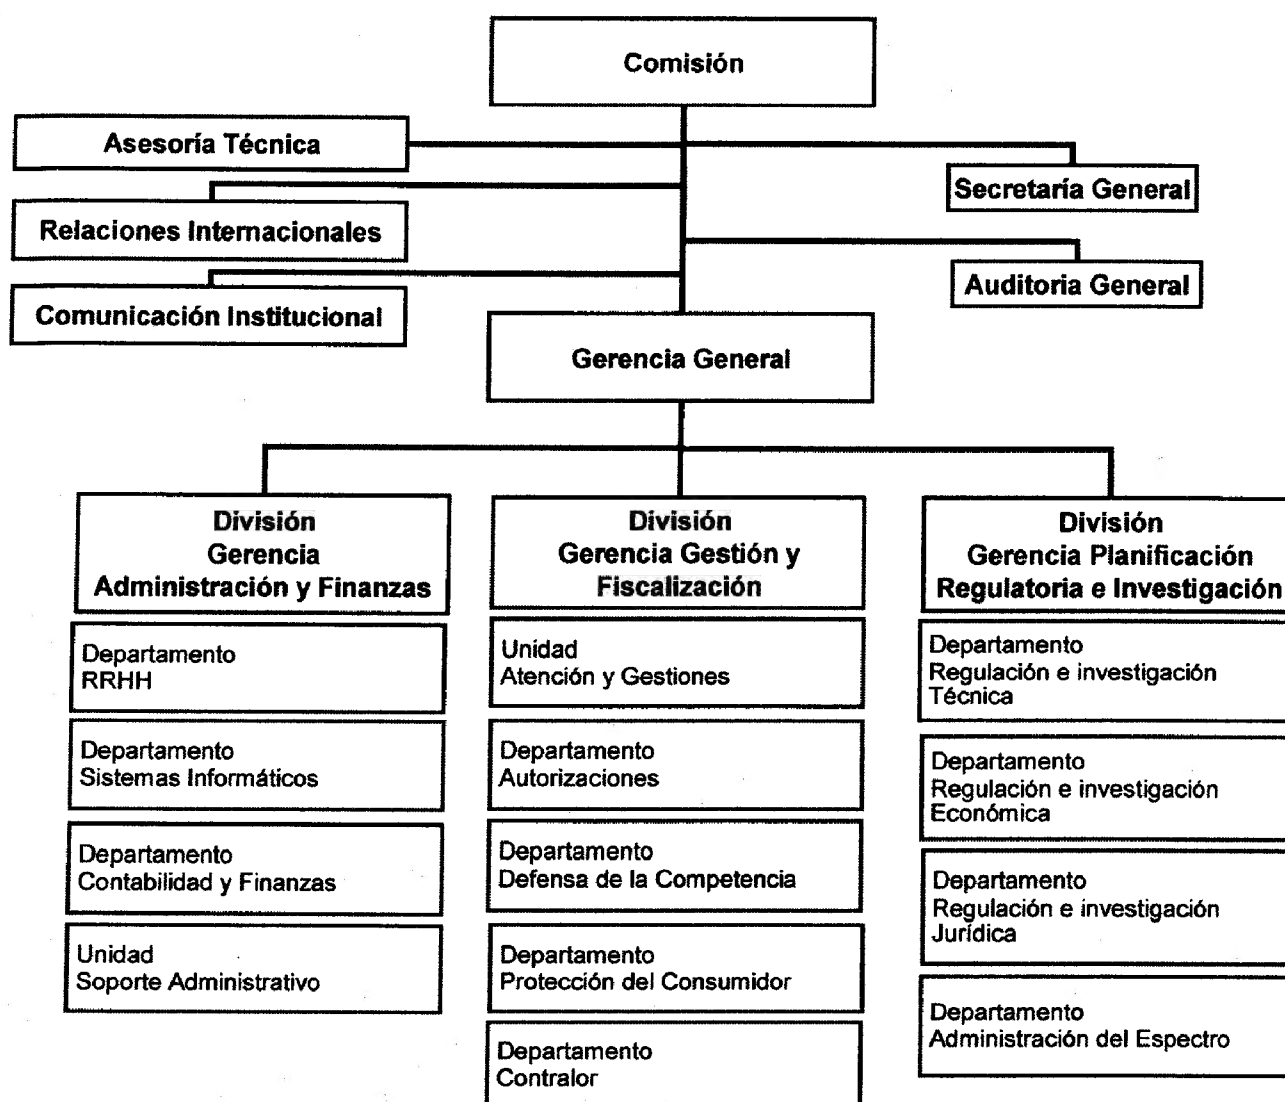 Comisión
Asesoría Técnica
Secretaría General
Relaciones Internacionales
Auditoria General
Comunicación Institucional
Gerencia General
División
Gerencia
Administración y Finanzas
Departamento
RRHH
Departamento
Sistemas Informáticos
Departamento
Contabilidad y Finanzas
Unidad
Soporte Administrativo
División
Gerencia Gestión y
Fiscalización
Unidad
Atención y Gestiones
Departamento
Autorizaciones
Departamento
Defensa de la Competencia
Departamento
Protección del Consumidor
Departamento
Contralor
División
Gerencia Planificación
Regulatoria e Investigación
Departamento
Regulación e investigación
Técnica
Departamento
Regulación e investigación
Económica
Departamento
Regulación e investigación
Jurídica
Departamento
Administración del Espectro